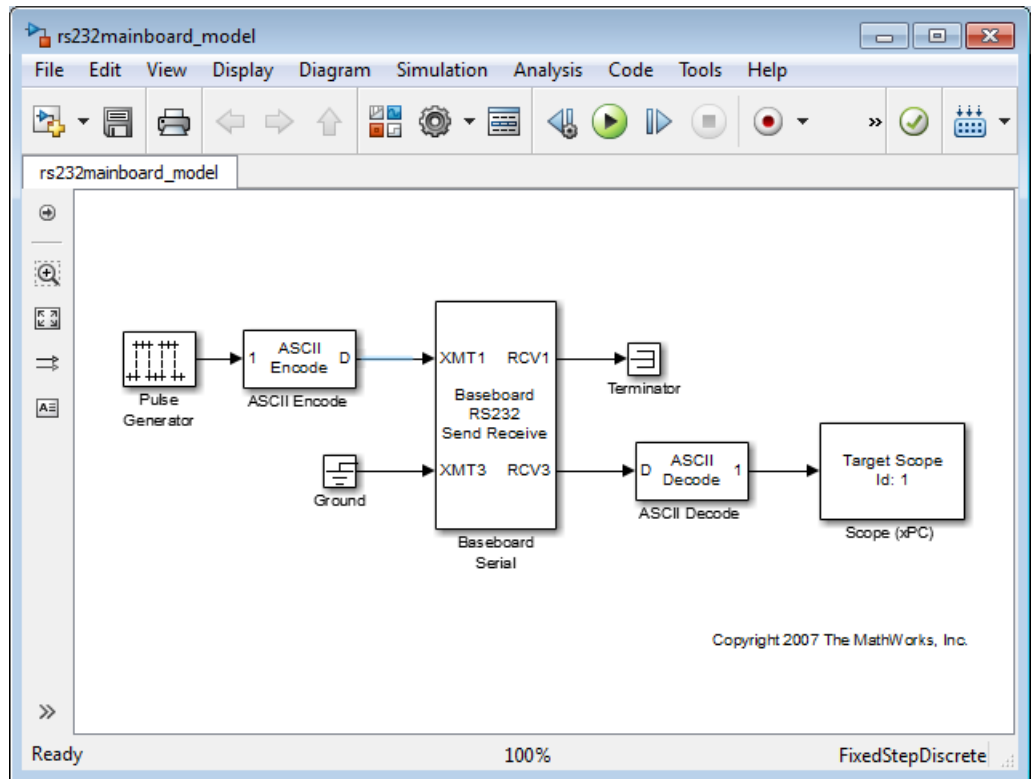 rs232mainboard_model
File Edit View Display Diagram Simulation Analysis Code Tools Help
»
rs232mainboard_model
A
Pulse
Generator
1 ASCII D
Encode
ASCII Encode
Ground
XMT1 RCV1
Baseboard
RS232
Send Receive
XMT3 RCV3
Baseboard
Serial
Terminator
D ASCII 1
Decode
ASCII Decode
Target Scope
Id: 1
Scope (xPC)
Copyright 2007 The MathWorks, Inc.
»
Ready 100% FixedStepDiscrete